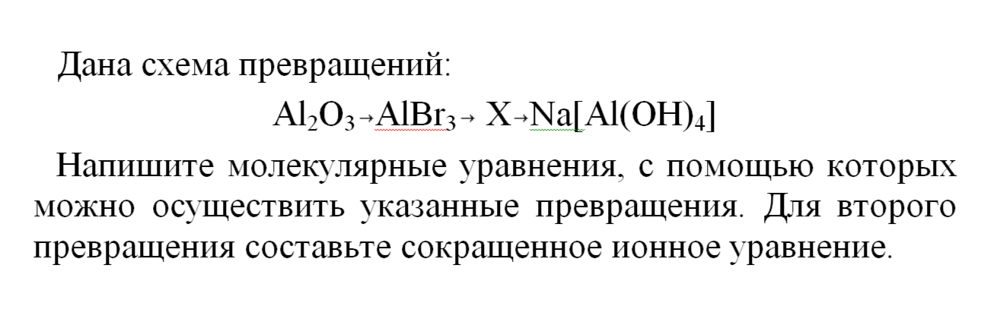 Дана схема превращений:
Al₂O₃→AlBr₃→ X→Na[Al(OH)₄]
Напишите молекулярные уравнения, с помощью которых
можно осуществить указанные превращения. Для второго
превращения составьте сокращенное ионное уравнение.